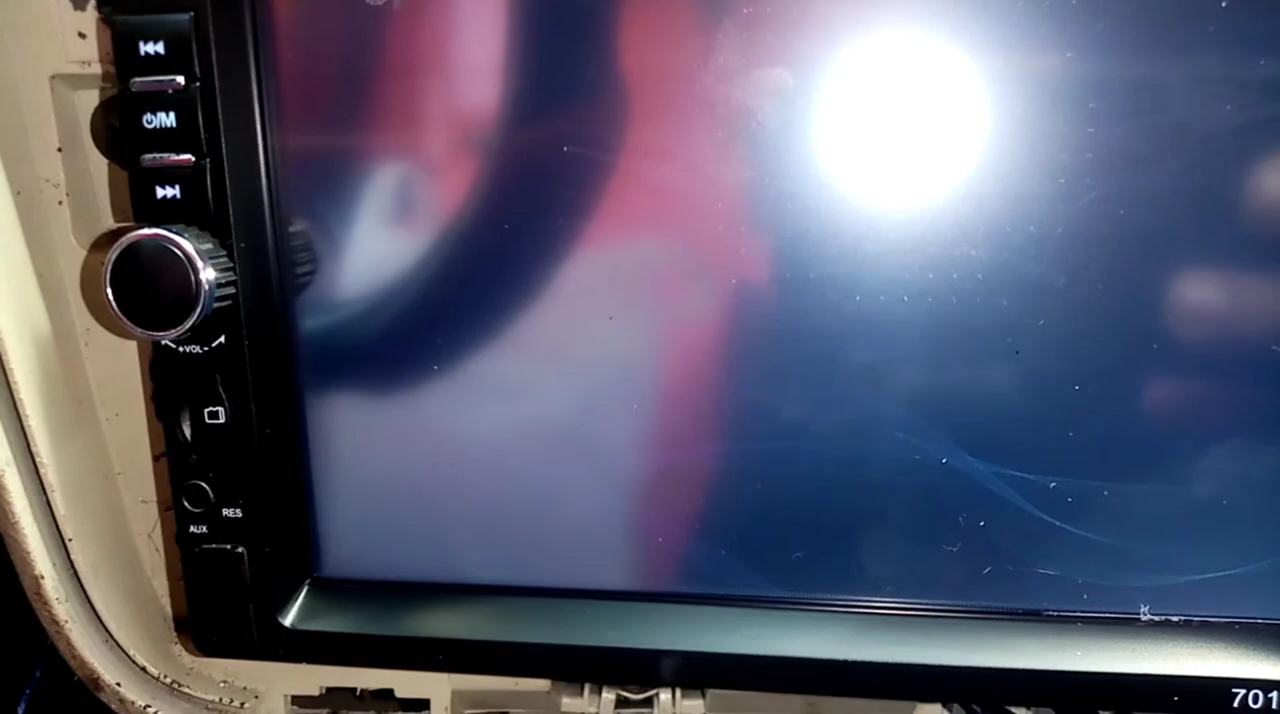 ⏻/M
+VOL-
RES
AUX
701